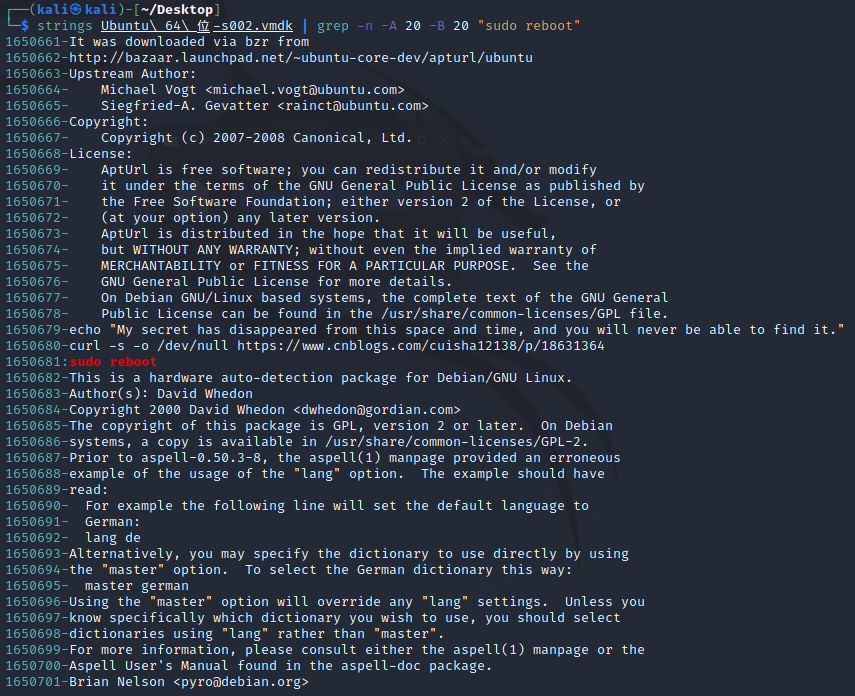 ┌──(kali㉿kali)-[~/Desktop]
└─$ strings Ubuntu\ 64\ 位-s002.vmdk | grep -n -A 20 -B 20 "sudo reboot"
1650661-It was downloaded via bzr from
1650662-http://bazaar.launchpad.net/~ubuntu-core-dev/apturl/ubuntu
1650663-Upstream Author:
1650664-    Michael Vogt <michael.vogt@ubuntu.com>
1650665-    Siegfried-A. Gevatter <rainct@ubuntu.com>
1650666-Copyright:
1650667-    Copyright (c) 2007-2008 Canonical, Ltd.
1650668-License:
1650669-    AptUrl is free software; you can redistribute it and/or modify
1650670-    it under the terms of the GNU General Public License as published by
1650671-    the Free Software Foundation; either version 2 of the License, or
1650672-    (at your option) any later version.
1650673-    AptUrl is distributed in the hope that it will be useful,
1650674-    but WITHOUT ANY WARRANTY; without even the implied warranty of
1650675-    MERCHANTABILITY or FITNESS FOR A PARTICULAR PURPOSE.  See the
1650676-    GNU General Public License for more details.
1650677-    On Debian GNU/Linux based systems, the complete text of the GNU General
1650678-    Public License can be found in the /usr/share/common-licenses/GPL file.
1650679-echo "My secret has disappeared from this space and time, and you will never be able to find it."
1650680-curl -s -o /dev/null https://www.cnblogs.com/cuisha12138/p/18631364
1650681:sudo reboot
1650682-This is a hardware auto-detection package for Debian/GNU Linux.
1650683-Author(s): David Whedon
1650684-Copyright 2000 David Whedon <dwhedon@gordian.com>
1650685-The copyright of this package is GPL, version 2 or later.  On Debian
1650686-systems, a copy is available in /usr/share/common-licenses/GPL-2.
1650687-Prior to aspell-0.50.3-8, the aspell(1) manpage provided an erroneous
1650688-example of the usage of the "lang" option.  The example should have
1650689-read:
1650690-  For example the following line will set the default language to
1650691-  German:
1650692-  lang de
1650693-Alternatively, you may specify the dictionary to use directly by using
1650694-the "master" option.  To select the German dictionary this way:
1650695-  master german
1650696-Using the "master" option will override any "lang" settings.  Unless you
1650697-know specifically which dictionary you wish to use, you should select
1650698-dictionaries using "lang" rather than "master".
1650699-For more information, please consult either the aspell(1) manpage or the
1650700-Aspell User's Manual found in the aspell-doc package.
1650701-Brian Nelson <pyro@debian.org>